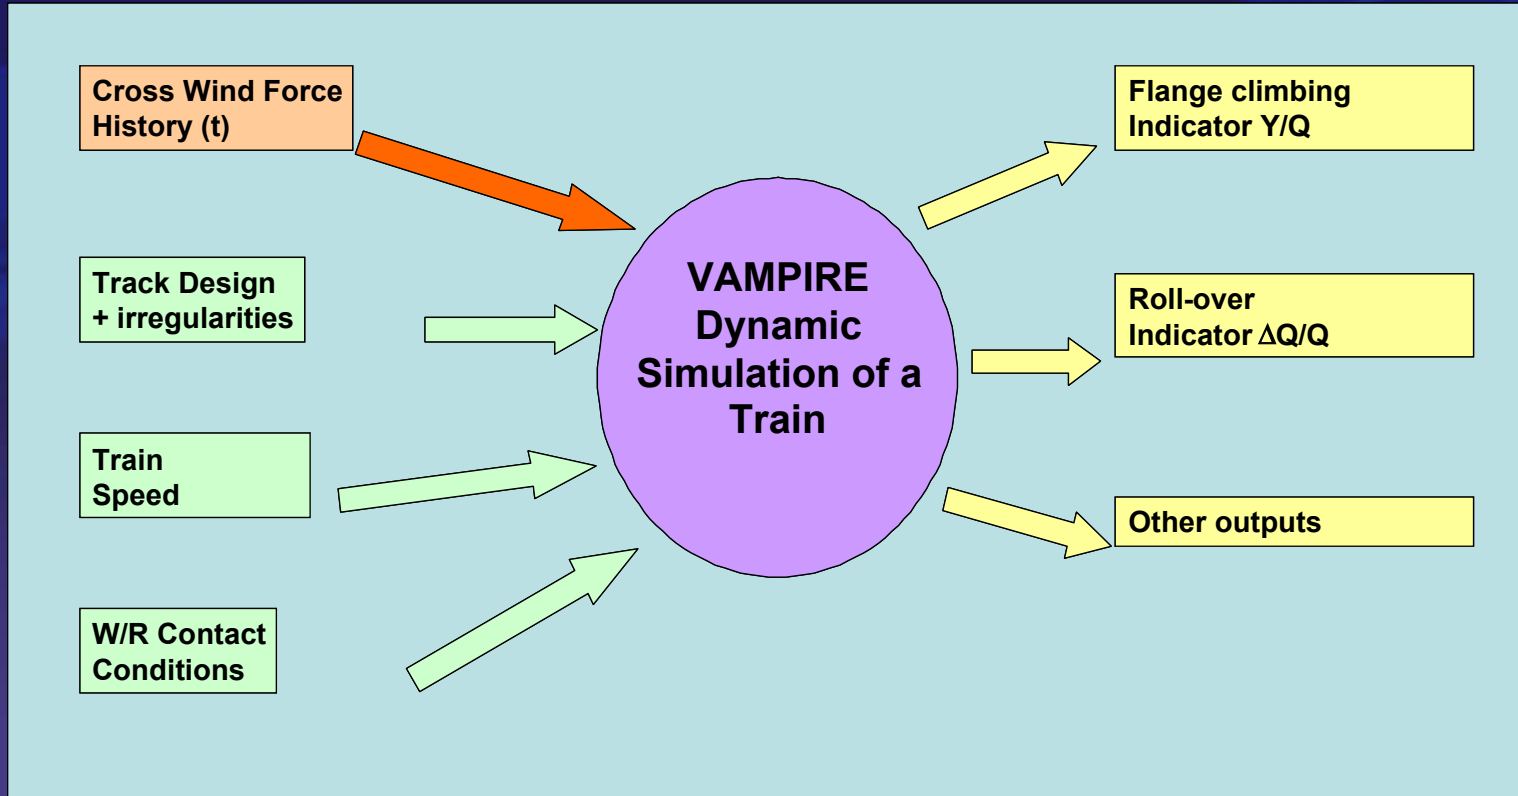 Cross Wind Force
History (t)
Track Design
+ irregularities
Train
Speed
W/R Contact
Conditions
VAMPIRE
Dynamic
Simulation of a
Train
Flange climbing
Indicator Y/Q
Roll-over
Indicator ΔQ/Q
Other outputs